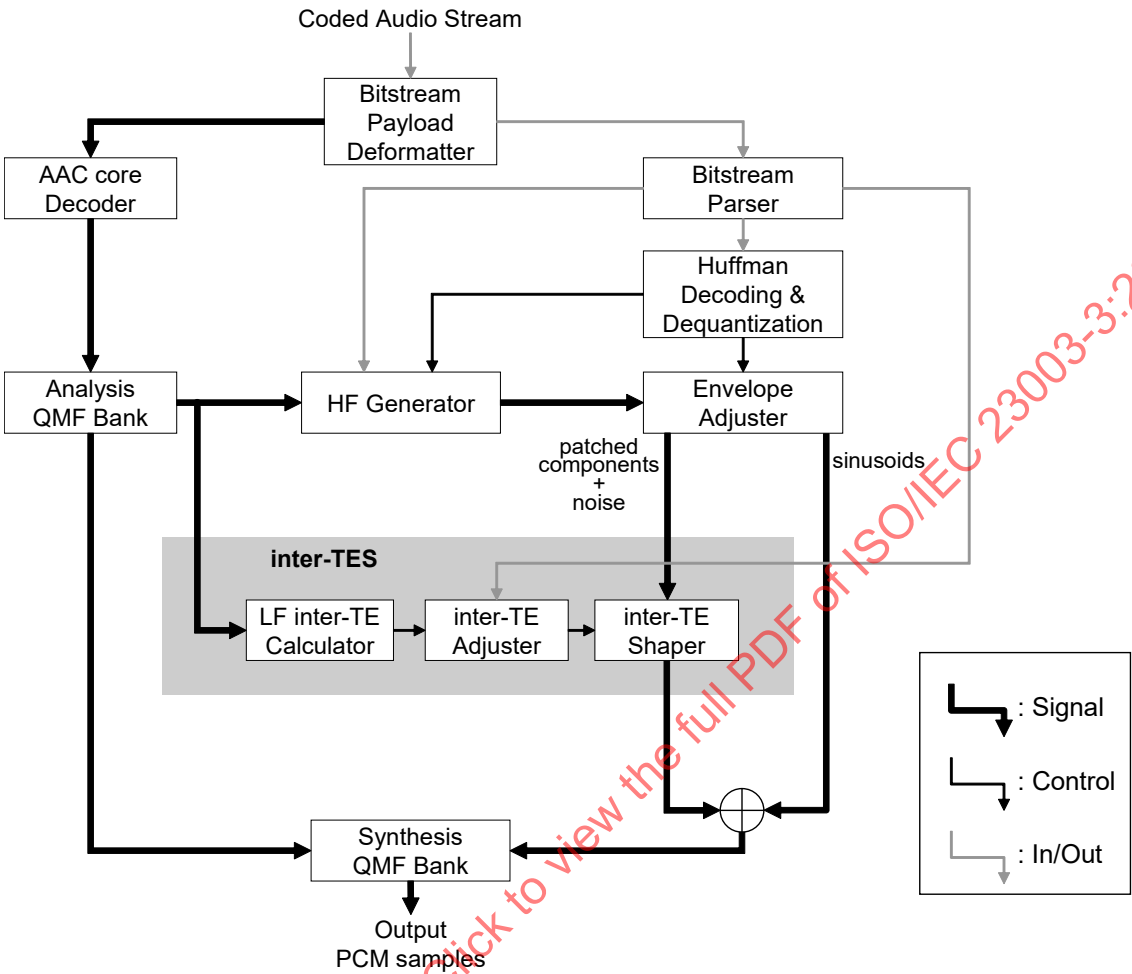 Coded Audio Stream
Bitstream
Payload
Deformatter
AAC core
Decoder
Bitstream
Parser
Huffman
Decoding &
Dequantization
Analysis
QMF Bank
HF Generator
Envelope
Adjuster
patched
components
+
noise
sinusoids
inter-TES
LF inter-TE
Calculator
inter-TE
Adjuster
inter-TE
Shaper
: Signal
: Control
: In/Out
Synthesis
QMF Bank
Output
PCM samples
Click to view the full PDF of ISO/IEC 23003-3:2